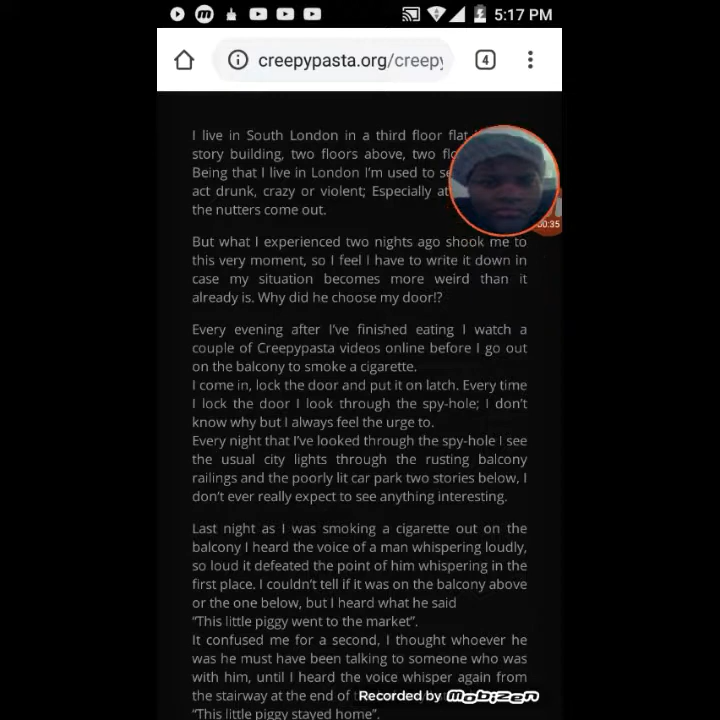 5:17 PM
creepypasta.org/creepy
4
I live in South London in a third floor flat
story building, two floors above, two
Being that I live in London I'm used to
act drunk, crazy or violent; Especially at
the nutters come out.
00:35
But what I experienced two nights ago shook me to
this very moment, so I feel I have to write it down in
case my situation becomes more weird than it
already is. Why did he choose my door!?
Every evening after I've finished eating I watch a
couple of Creepypasta videos online before I go out
on the balcony to smoke a cigarette.
I come in, lock the door and put it on latch. Every time
I lock the door I look through the spy-hole; I don't
know why but I always feel the urge to.
Every night that I've looked through the spy-hole I see
the usual city lights through the rusting balcony
railings and the poorly lit car park two stories below, I
don't ever really expect to see anything interesting.
Last night as I was smoking a cigarette out on the
balcony I heard the voice of a man whispering loudly,
so loud it defeated the point of him whispering in the
first place. I couldn't tell if it was on the balcony above
or the one below, but I heard what he said
"This little piggy went to the market".
It confused me for a second, I thought whoever he
was he must have been talking to someone who was
with him, until I heard the voice whisper again from
the stairway at the end of
Recorded by Mobizen
"This little piggy stayed home".